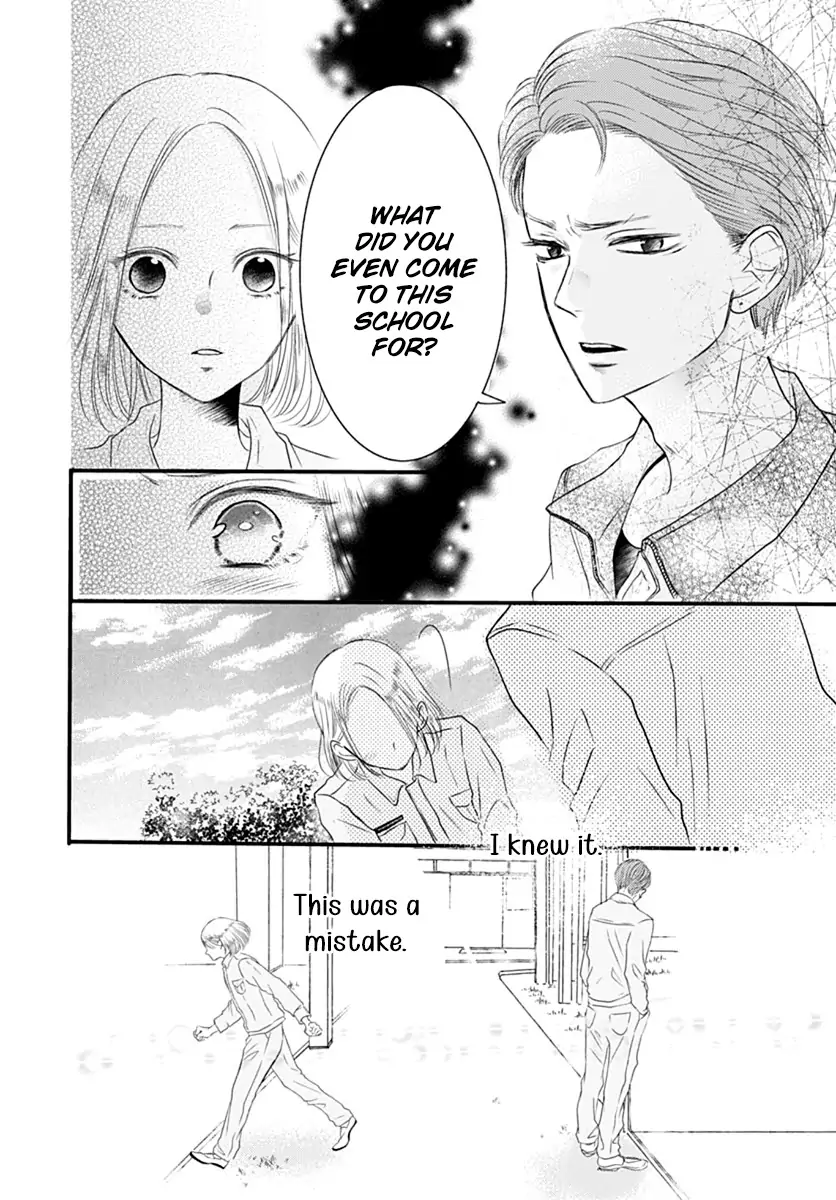 WHAT
DID YOU
EVEN COME
TO THIS
SCHOOL
FOR?
I knew it.
This was a
mistake.